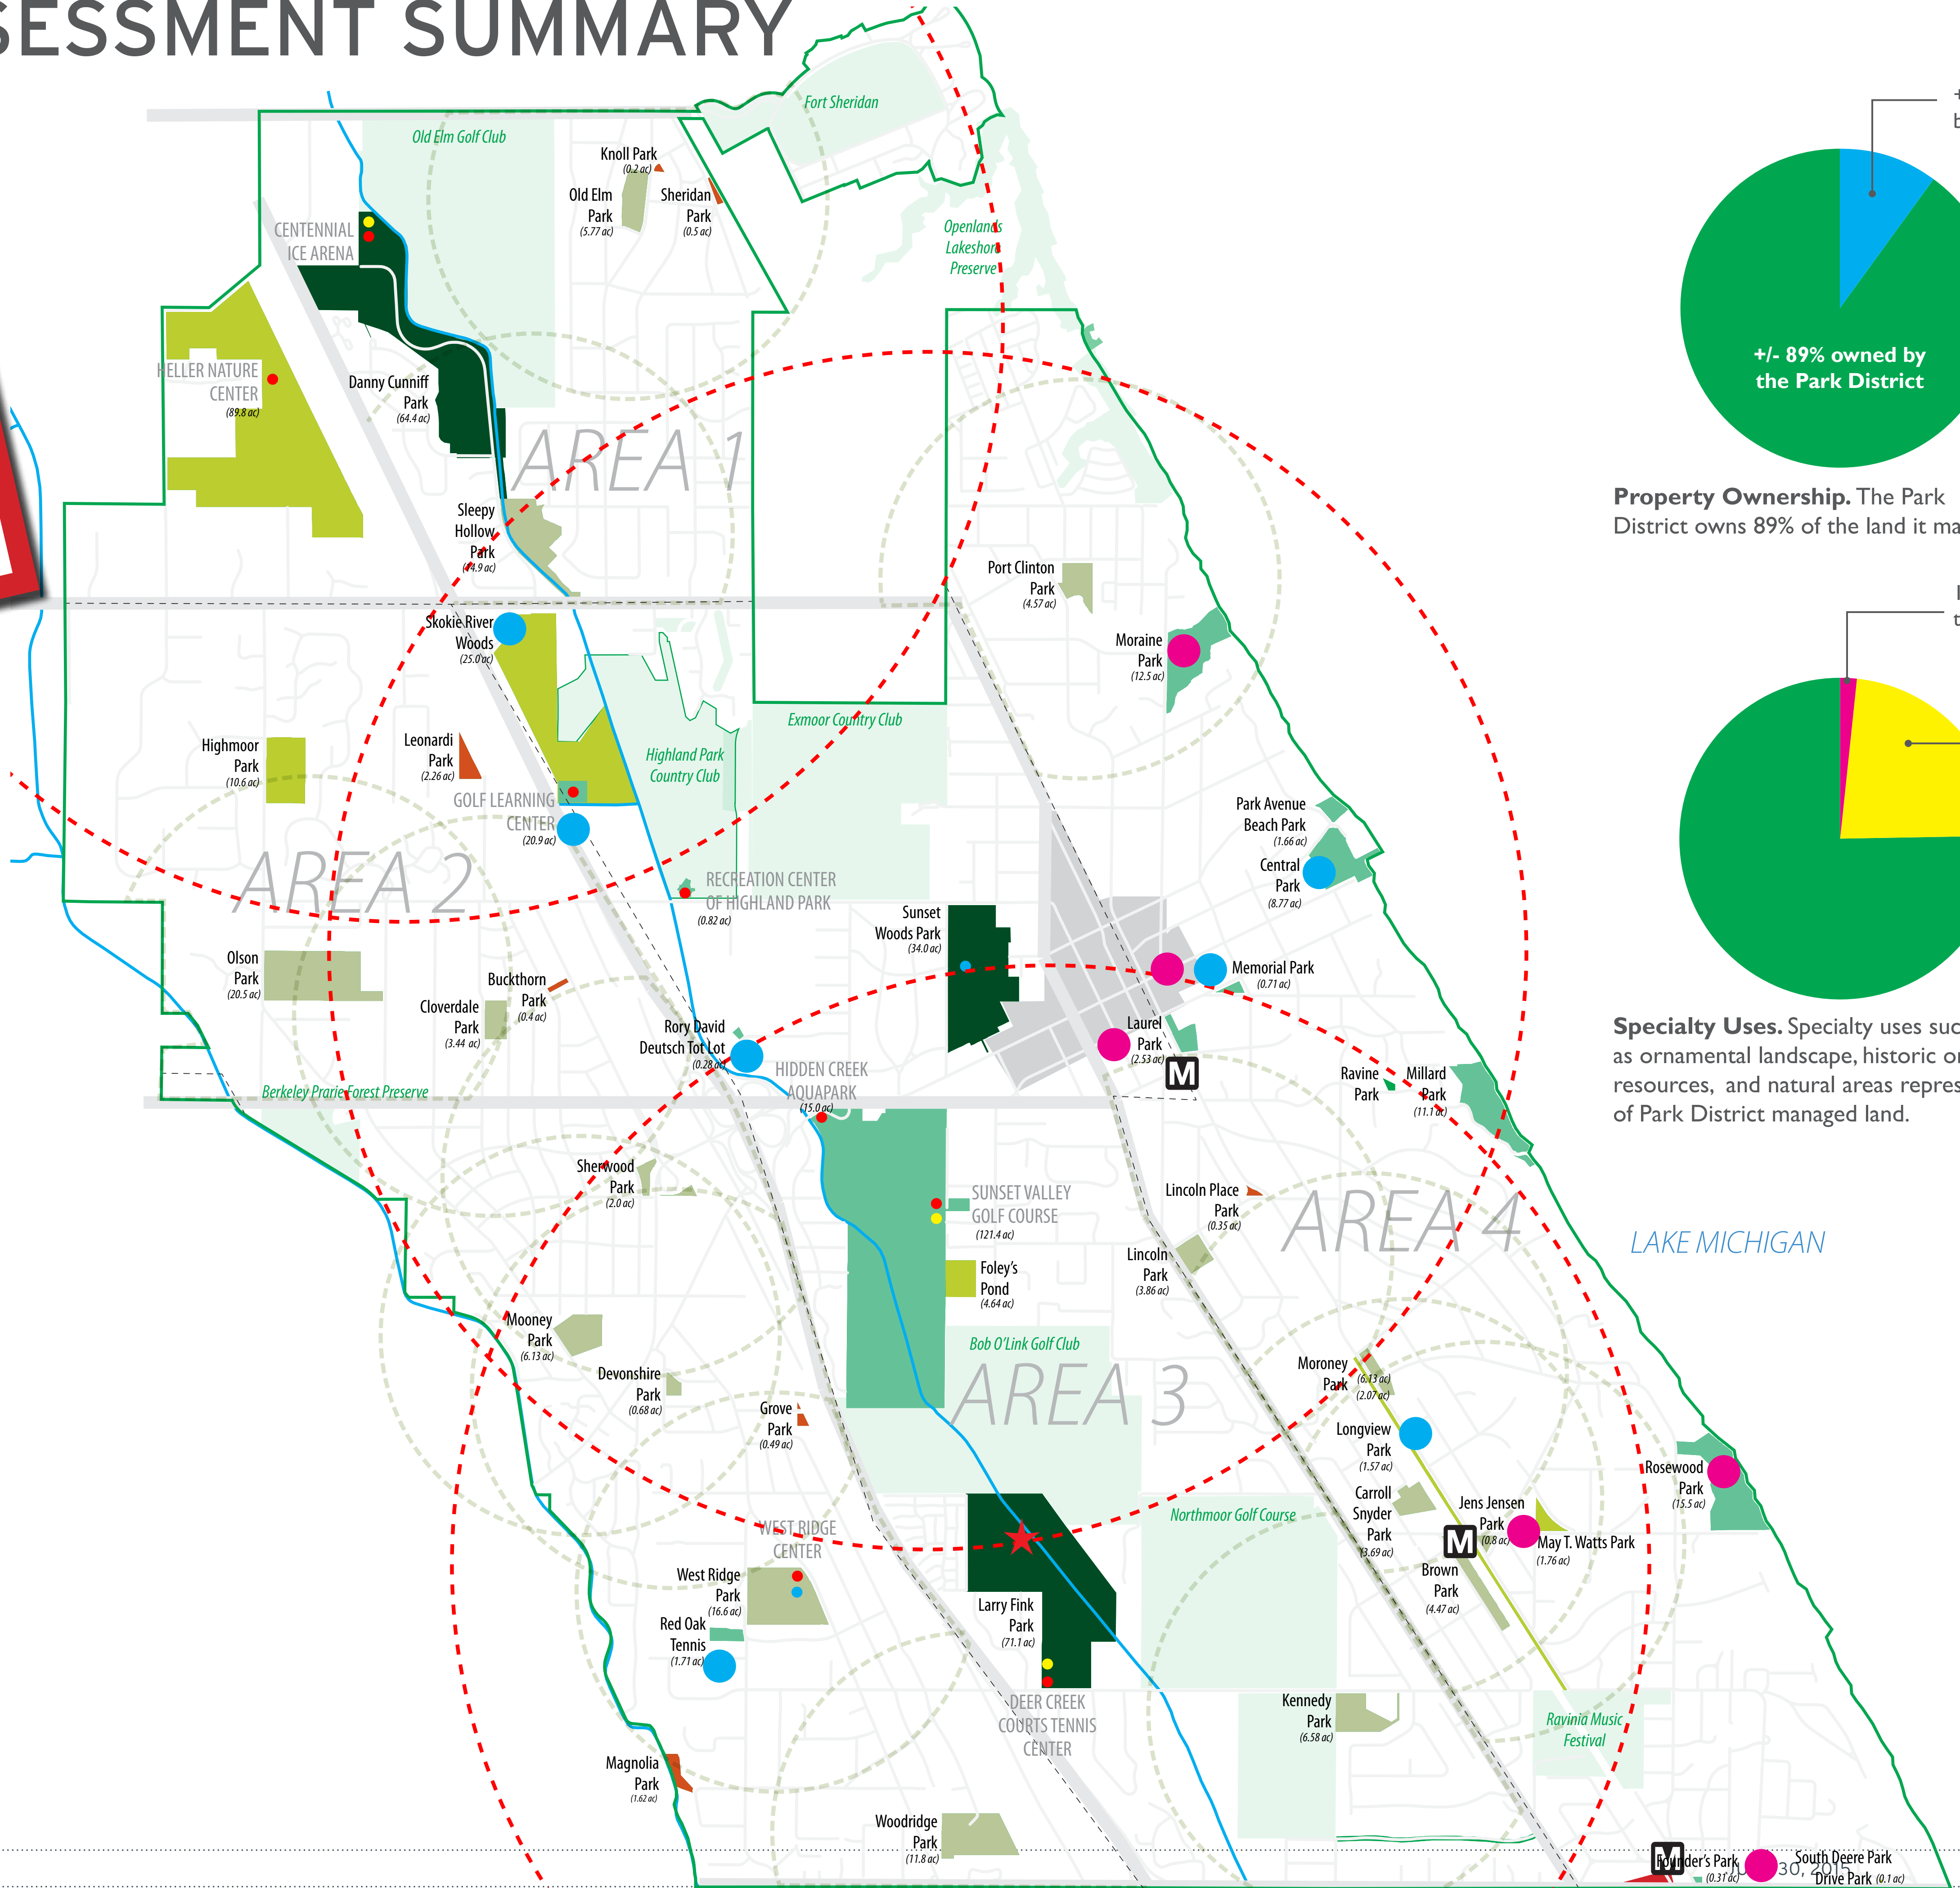 SESSMENT SUMMARY
Fort Sheridan
Old Elm Golf Club
Knoll Park
(0.2 ac)
Old Elm
Park
(5.77 ac)
Sheridan
Park
(0.5 ac)
CENTENNIAL
ICE ARENA
Openlands
Lakeshore
Preserve
HELLER NATURE
CENTER
(89.8 ac)
Danny Cunniff
Park
(64.4 ac)
AREA 1
+/- 89% owned by
the Park District
Property Ownership. The Park
District owns 89% of the land it ma
Sleepy
Hollow
Park
(14.9 ac)
Port Clinton
Park
(4.57 ac)
Skokie River
Woods
(25.0 ac)
Moraine
Park
(12.5 ac)
Exmoor Country Club
Highland Park
Country Club
Highmoor
Park
(10.6 ac)
Leonardi
Park
(2.26 ac)
GOLF LEARNING
CENTER
(20.9 ac)
Park Avenue
Beach Park
(1.66 ac)
Central
Park
(8.77 ac)
AREA 2
RECREATION CENTER
OF HIGHLAND PARK
(0.82 ac)
Sunset
Woods Park
(34.0 ac)
Memorial Park
(0.71 ac)
Olson
Park
(20.5 ac)
Buckthorn
Park
(0.4 ac)
Cloverdale
Park
(3.44 ac)
Rory David
Deutsch Tot Lot
(0.28 ac)
Laurel
Park
(2.53 ac)
M
HIDDEN CREEK
AQUAPARK
(15.0 ac)
Berkeley Prarie Forest Preserve
Ravine
Park
Millard
Park
(11.1 ac)
Specialty Uses. Specialty uses suc
as ornamental landscape, historic or
resources, and natural areas repres
of Park District managed land.
Sherwood
Park
(2.0 ac)
SUNSET VALLEY
GOLF COURSE
(121.4 ac)
Lincoln Place
Park
(0.35 ac)
AREA 4
LAKE MICHIGAN
Lincoln
Park
(3.86 ac)
Foley's
Pond
(4.64 ac)
Mooney
Park
(6.13 ac)
Bob O'Link Golf Club
AREA 3
Devonshire
Park
(0.68 ac)
Grove
Park
(0.49 ac)
Moroney
Park
(6.13 ac)
(2.07 ac)
Longview
Park
(1.57 ac)
Rosewood
Park
(15.5 ac)
Carroll
Snyder
Park
(3.69 ac)
Jens Jensen
Park
(0.8 ac)
May T. Watts Park
(1.76 ac)
M
Brown
Park
(4.47 ac)
Northmoor Golf Course
WEST RIDGE
CENTER
West Ridge
Park
(16.6 ac)
Red Oak
Tennis
(1.71 ac)
Larry Fink
Park
(71.1 ac)
DEER CREEK
COURTS TENNIS
CENTER
Kennedy
Park
(6.58 ac)
Ravinia Music
Festival
Magnolia
Park
(1.62 ac)
Woodridge
Park
(11.8 ac)
M
Founder's Park
(0.31 ac)
30, 2015
South Deere Park
Drive Park (0.1 ac)